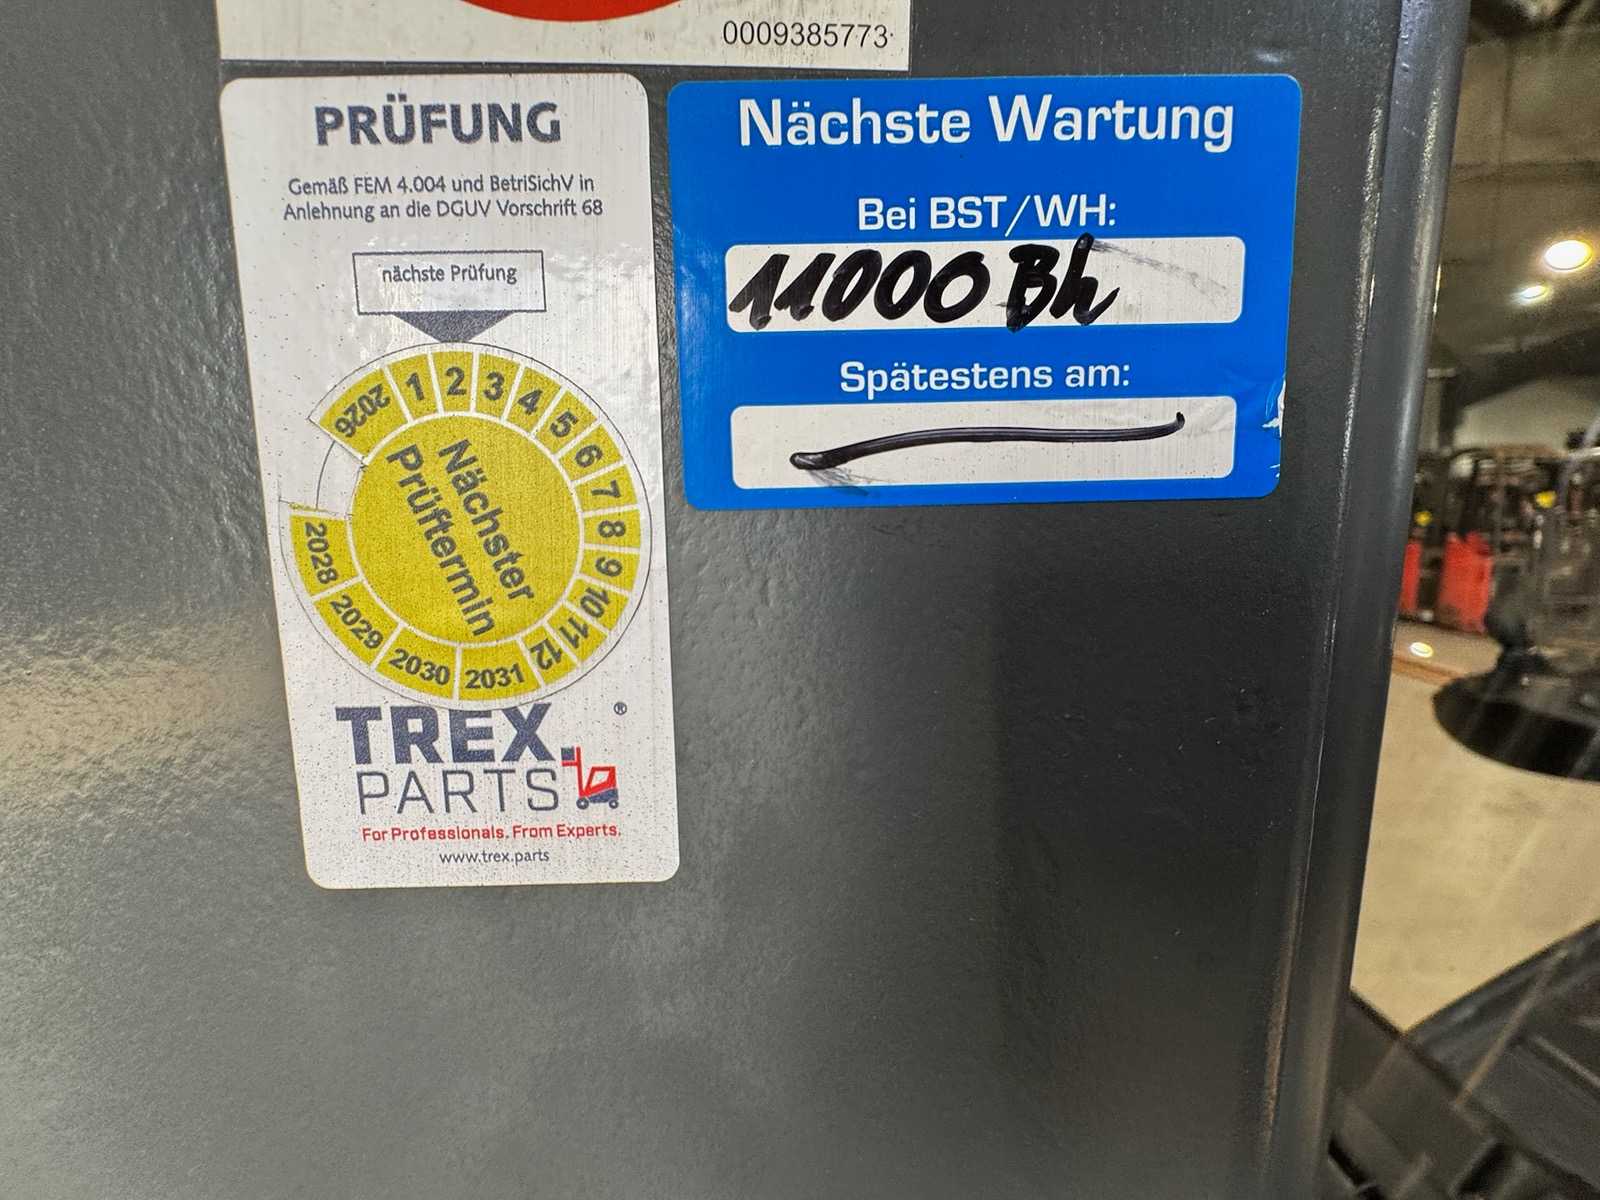 0009385773
PRÜFUNG
Gemäß FEM 4.004 und BetriSichV in
Anlehnung an die DGUV Vorschrift 68
nächste Prüfung
2026 1 2 3 4 5 6 7 8 9 10 11 12
2031 2030 2029 2028
Nächster
Prüftermin
TREX.®
PARTS
For Professionals. From Experts.
www.trex.parts
Nächste Wartung
Bei BST/WH:
11000 Bh
Spätestens am: